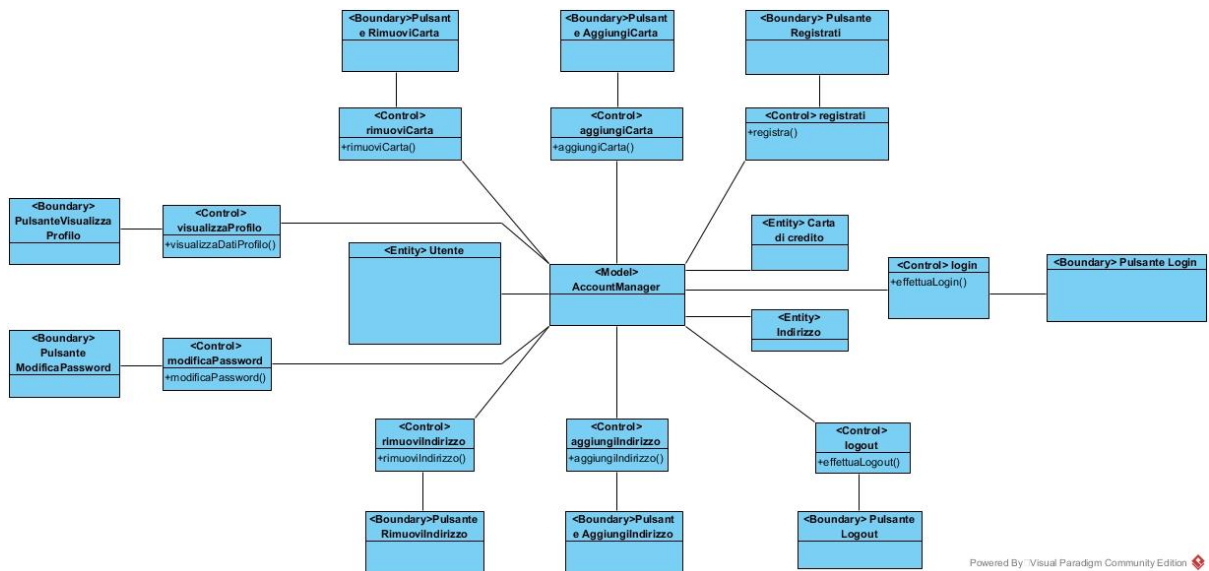 <Boundary>Pulsant
e RimuoviCarta
<Boundary>Pulsant
e AggiungiCarta
<Boundary> Pulsante
Registrati
<Control>
rimuoviCarta
+rimuoviCarta()
<Control>
aggiungiCarta
+aggiungiCarta()
<Control> registrati
+registra()
<Boundary>
PulsanteVisualizza
Profilo
<Control>
visualizzaProfilo
+visualizzaDatiProfilo()
<Entity> Utente
<Model>
AccountManager
<Entity> Carta
di credito
<Control> login
+effettuaLogin()
<Boundary> Pulsante Login
<Entity>
Indirizzo
<Boundary>
Pulsante
ModificaPassword
<Control>
modificaPassword
+modificaPassword()
<Control>
rimuoviIndirizzo
+rimuoviIndirizzo()
<Control>
aggiungiIndirizzo
+aggiungiIndirizzo()
<Control>
logout
+effettuaLogout()
<Boundary>Pulsante
RimuoviIndirizzo
<Boundary>Pulsant
e AggiungiIndirizzo
<Boundary> Pulsante
Logout
Powered By Visual Paradigm Community Edition